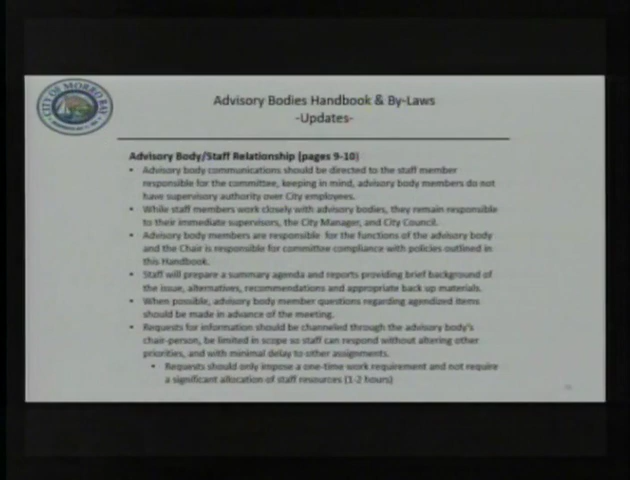 CITY OF MORRO BAY
Advisory Bodies Handbook & By-Laws
-Updates-
Advisory Body/Staff Relationship (pages 9-10)
• Advisory body communications should be directed to the staff member
responsible for the committee, keeping in mind, advisory body members do not
have supervisory authority over City employees.
• While staff members work closely with advisory bodies, they remain responsible
to their immediate supervisors, the City Manager, and City Council.
• Advisory body members are responsible for the functions of the advisory body
and the Chair is responsible for committee compliance with policies outlined in
this Handbook.
• Staff will prepare a summary agenda and reports providing brief background of
the issue, alternatives, recommendations and appropriate back up materials.
• When possible, advisory body member questions regarding agendized items
should be made in advance of the meeting.
• Requests for information should be channeled through the advisory body's
chair-person, be limited in scope so staff can respond without altering other
priorities, and with minimal delay to other assignments.
• Requests should only impose a one-time work requirement and not require
a significant allocation of staff resources (1-2 hours)